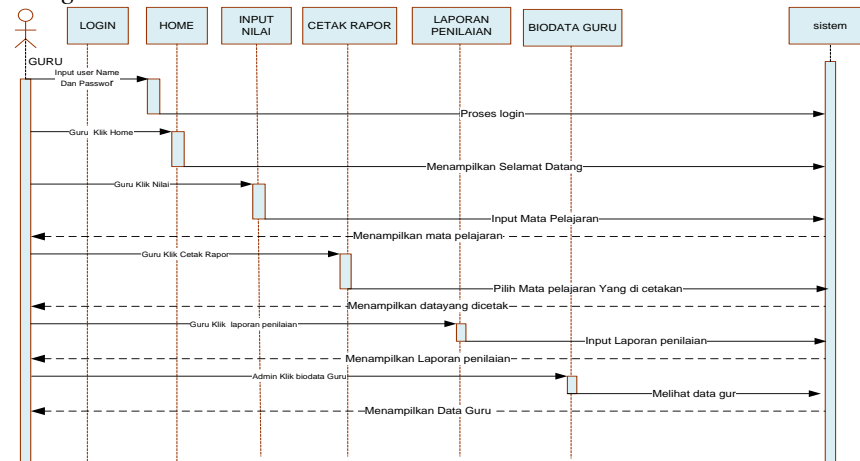 LOGIN
HOME
INPUT
NILAI
CETAK RAPOR
LAPORAN
PENILAIAN
BIODATA GURU
sistem
GURU
Input user Name
Dan Passwor
Proses login
Guru Klik Home
Menampilkan Selamat Datang
Guru Klik Nilai
Input Mata Pelajaran
Menampilkan mata pelajaran
Guru Klik Cetak Rapor
Pilih Mata pelajaran Yang di cetakan
Menampilkan datayang dicetak
Guru Klik laporan penilaian
Input Laporan penilaian
Menampilkan Laporan penilaian
Admin Klik biodata Guru
Melihat data gur
Menampilkan Data Guru